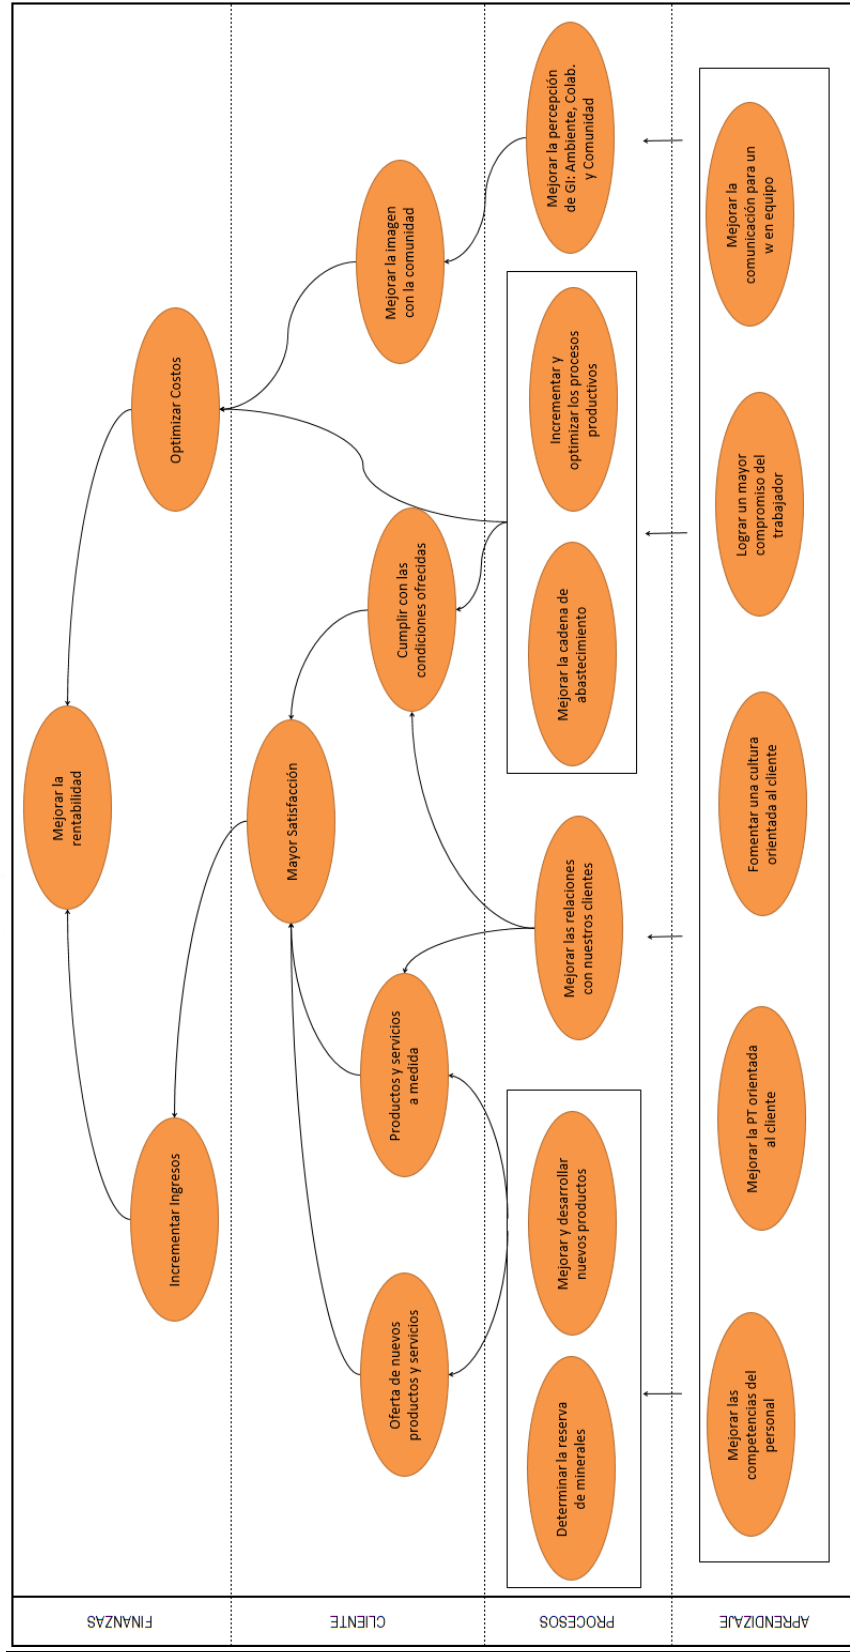 FINANZAS
Mejorar la
rentabilidad
Incrementar Ingresos
Optimizar Costos
CLIENTE
Mayor Satisfacción
Oferta de nuevos
productos y servicios
Productos y servicios
a medida
Cumplir con las
condiciones ofrecidas
Mejorar la imagen
con la comunidad
PROCESOS
Determinar la reserva
de minerales
Mejorar y desarrollar
nuevos productos
Mejorar las relaciones
con nuestros clientes
Mejorar la cadena de
abastecimiento
Incrementar y
optimizar los procesos
productivos
Mejorar la percepción
de GI: Ambiente, Colab.
y Comunidad
APRENDIZAJE
Mejorar las
competencias del
personal
Mejorar la PT orientada
al cliente
Fomentar una cultura
orientada al cliente
Lograr un mayor
compromiso del
trabajador
Mejorar la
comunicación para un
w en equipo